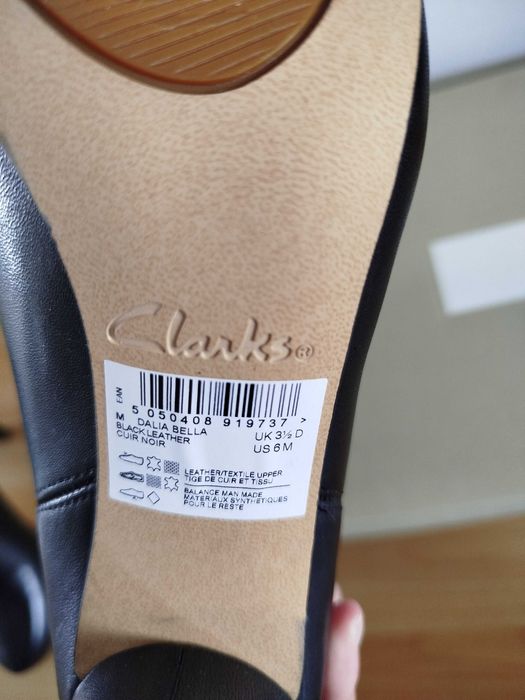 Clarks®
EAN
5 050408 919737 >
M DALIA BELLA UK 3½ D
BLACK LEATHER US 6 M
CUIR NOIR
LEATHER/TEXTILE UPPER
TIGE DE CUIR ET TISSU
BALANCE MAN MADE
MATERIAUX SYNTHETIQUES
POUR LE RESTE